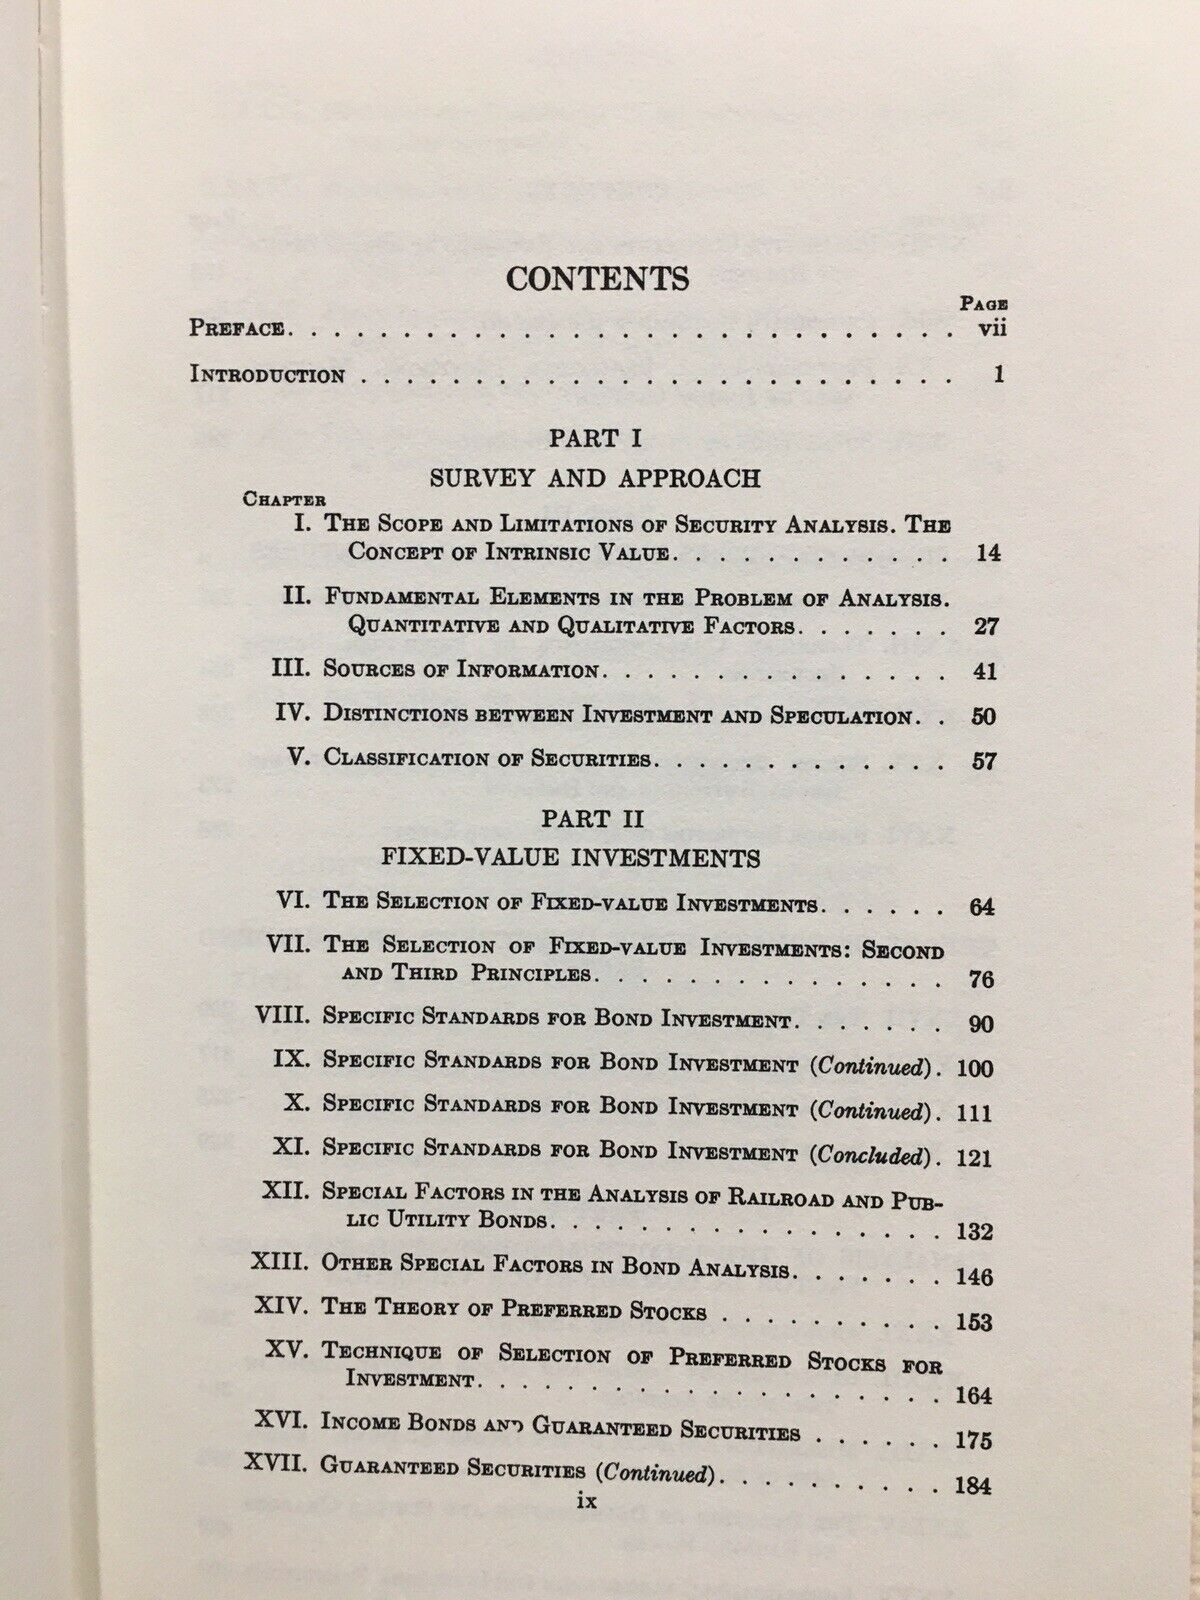 CONTENTS
PAGE
PREFACE. . . . . . . . . . . . . . . . . . . . . . . . . . . . vii
INTRODUCTION . . . . . . . . . . . . . . . . . . . . . . . . . 1
PART I
SURVEY AND APPROACH
CHAPTER
I. THE SCOPE AND LIMITATIONS OF SECURITY ANALYSIS. THE
CONCEPT OF INTRINSIC VALUE. . . . . . . . . . . . 14
II. FUNDAMENTAL ELEMENTS IN THE PROBLEM OF ANALYSIS.
QUANTITATIVE AND QUALITATIVE FACTORS. . . . . . . 27
III. SOURCES OF INFORMATION. . . . . . . . . . . . . . 41
IV. DISTINCTIONS BETWEEN INVESTMENT AND SPECULATION. . 50
V. CLASSIFICATION OF SECURITIES. . . . . . . . . . . . . 57
PART II
FIXED-VALUE INVESTMENTS
VI. THE SELECTION OF FIXED-VALUE INVESTMENTS. . . . . . 64
VII. THE SELECTION OF FIXED-VALUE INVESTMENTS: SECOND
AND THIRD PRINCIPLES. . . . . . . . . . . . . . . 76
VIII. SPECIFIC STANDARDS FOR BOND INVESTMENT. . . . . . . 90
IX. SPECIFIC STANDARDS FOR BOND INVESTMENT (Continued). 100
X. SPECIFIC STANDARDS FOR BOND INVESTMENT (Continued). 111
XI. SPECIFIC STANDARDS FOR BOND INVESTMENT (Concluded). 121
XII. SPECIAL FACTORS IN THE ANALYSIS OF RAILROAD AND PUB-
LIC UTILITY BONDS. . . . . . . . . . . . . . . . . 132
XIII. OTHER SPECIAL FACTORS IN BOND ANALYSIS. . . . . . . 146
XIV. THE THEORY OF PREFERRED STOCKS . . . . . . . . . . 153
XV. TECHNIQUE OF SELECTION OF PREFERRED STOCKS FOR
INVESTMENT. . . . . . . . . . . . . . . . . . . . 164
XVI. INCOME BONDS AND GUARANTEED SECURITIES . . . . . . 175
XVII. GUARANTEED SECURITIES (Continued). . . . . . . . . . 184
ix